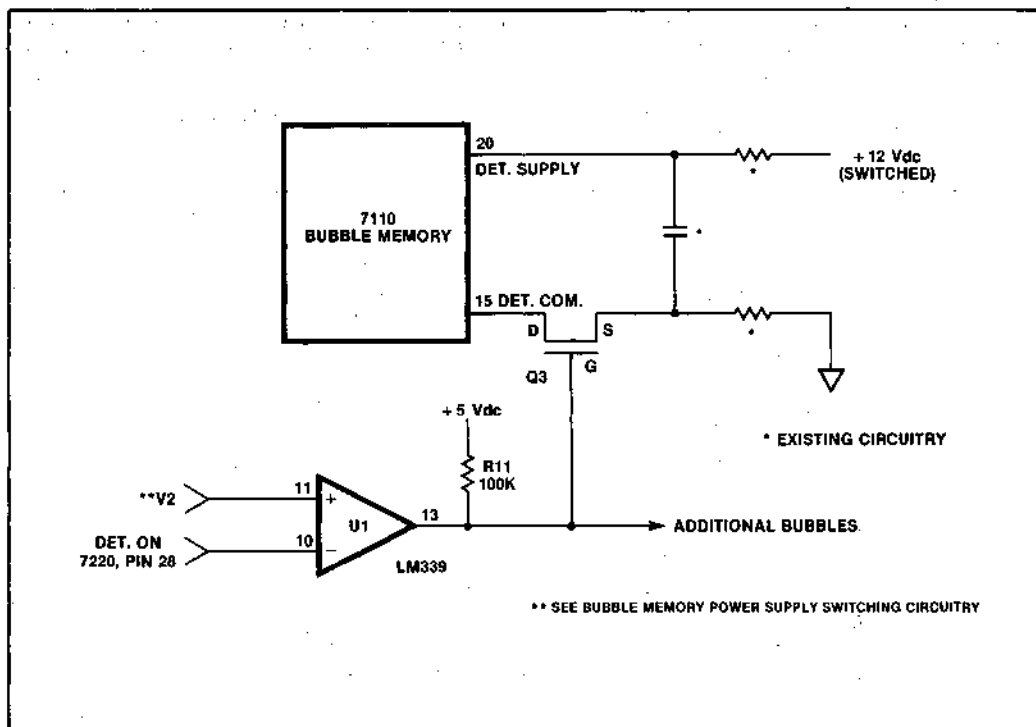 20
DET. SUPPLY
+ 12 Vdc
(SWITCHED)
*
7110
BUBBLE MEMORY
*
15 DET. COM.
D
S
*
G
Q3
+ 5 Vdc
* EXISTING CIRCUITRY
R11
100K
**V2
11
+
U1
13
ADDITIONAL BUBBLES
DET. ON
7220, PIN 28
10
−
LM339
** SEE BUBBLE MEMORY POWER SUPPLY SWITCHING CIRCUITRY